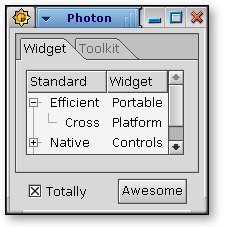 Photon
Widget Toolkit
Standard Widget
Efficient Portable
Cross Platform
Native Controls
Totally Awesome